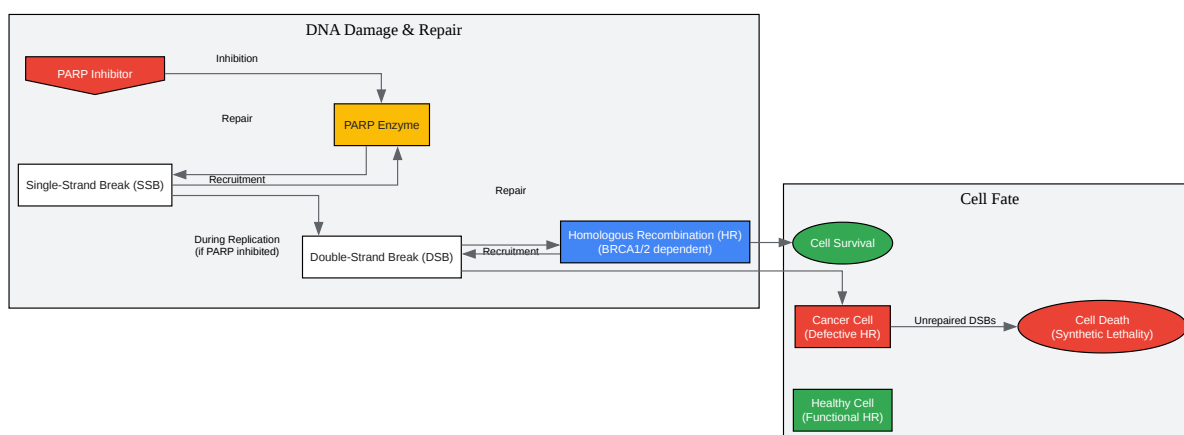 DNA Damage & Repair
Inhibition
PARP Inhibitor
Repair
PARP Enzyme
Single-Strand Break (SSB)
Recruitment
Repair
During Replication
(if PARP inhibited)
Double-Strand Break (DSB)
Recruitment
Homologous Recombination (HR)
(BRCA1/2 dependent)
Cell Fate
Cell Survival
Cancer Cell
(Defective HR)
Unrepaired DSBs
Cell Death
(Synthetic Lethality)
Healthy Cell
(Functional HR)